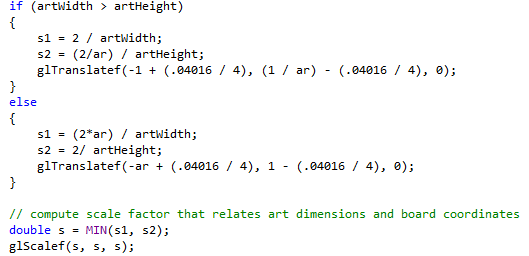 if (artWidth > artHeight)
{
s1 = 2 / artWidth;
s2 = (2/ar) / artHeight;
glTranslatef(-1 + (.04016 / 4), (1 / ar) - (.04016 / 4), 0);
}
else
{
s1 = (2*ar) / artWidth;
s2 = 2/ artHeight;
glTranslatef(-ar + (.04016 / 4), 1 - (.04016 / 4), 0);
}
// compute scale factor that relates art dimensions and board coordinates
double s = MIN(s1, s2);
glScalef(s, s, s);